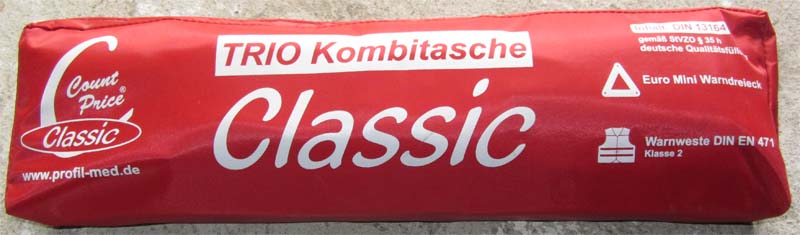 Count
Price®
Classic
www.profil-med.de
TRIO Kombitasche
Classic
Inhalt: DIN 13164
gemäß StVZO § 35 h
deutsche Qualitätsfüllung
Euro Mini Warndreieck
Warnweste DIN EN 471
Klasse 2